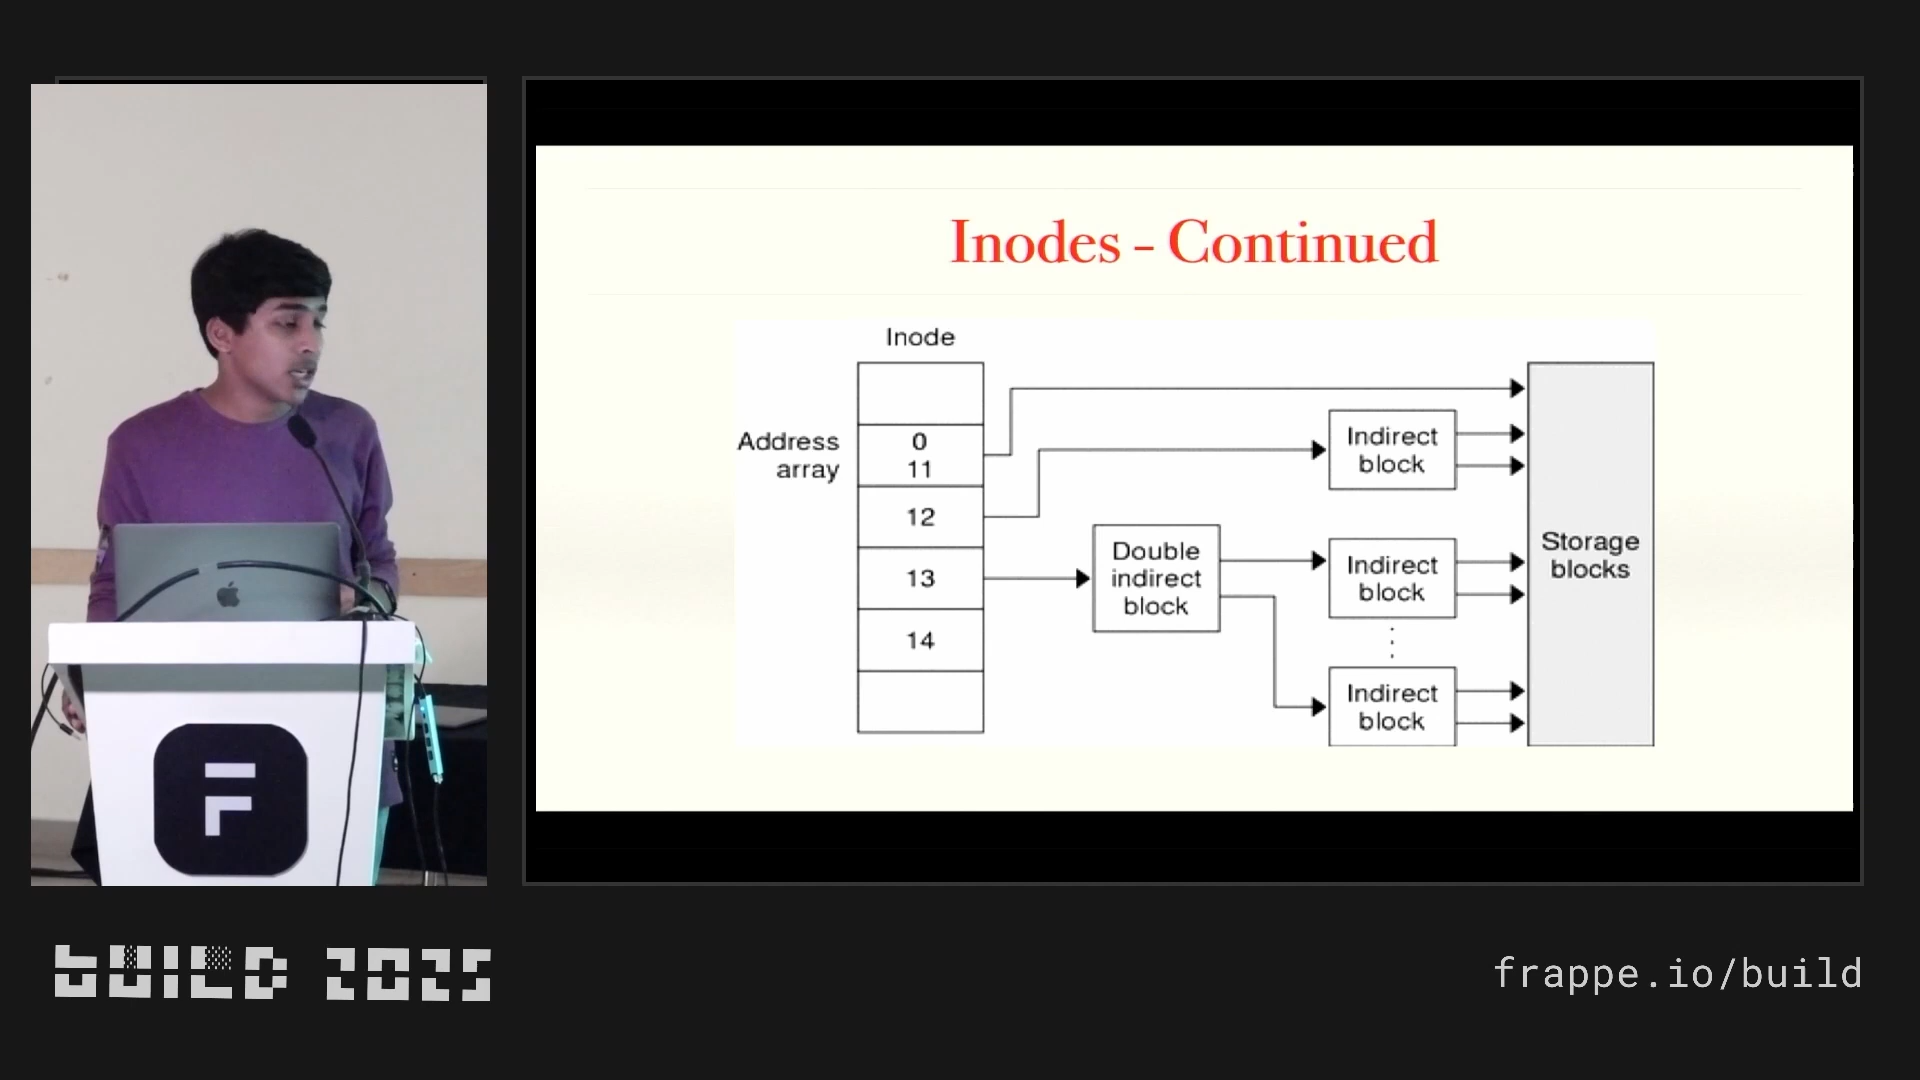 Inodes - Continued
Inode
Address
array
0
11
12
13
14
Double
indirect
block
Indirect
block
Indirect
block
Indirect
block
Storage
blocks
F
BUILD 2025
frappe.io/build